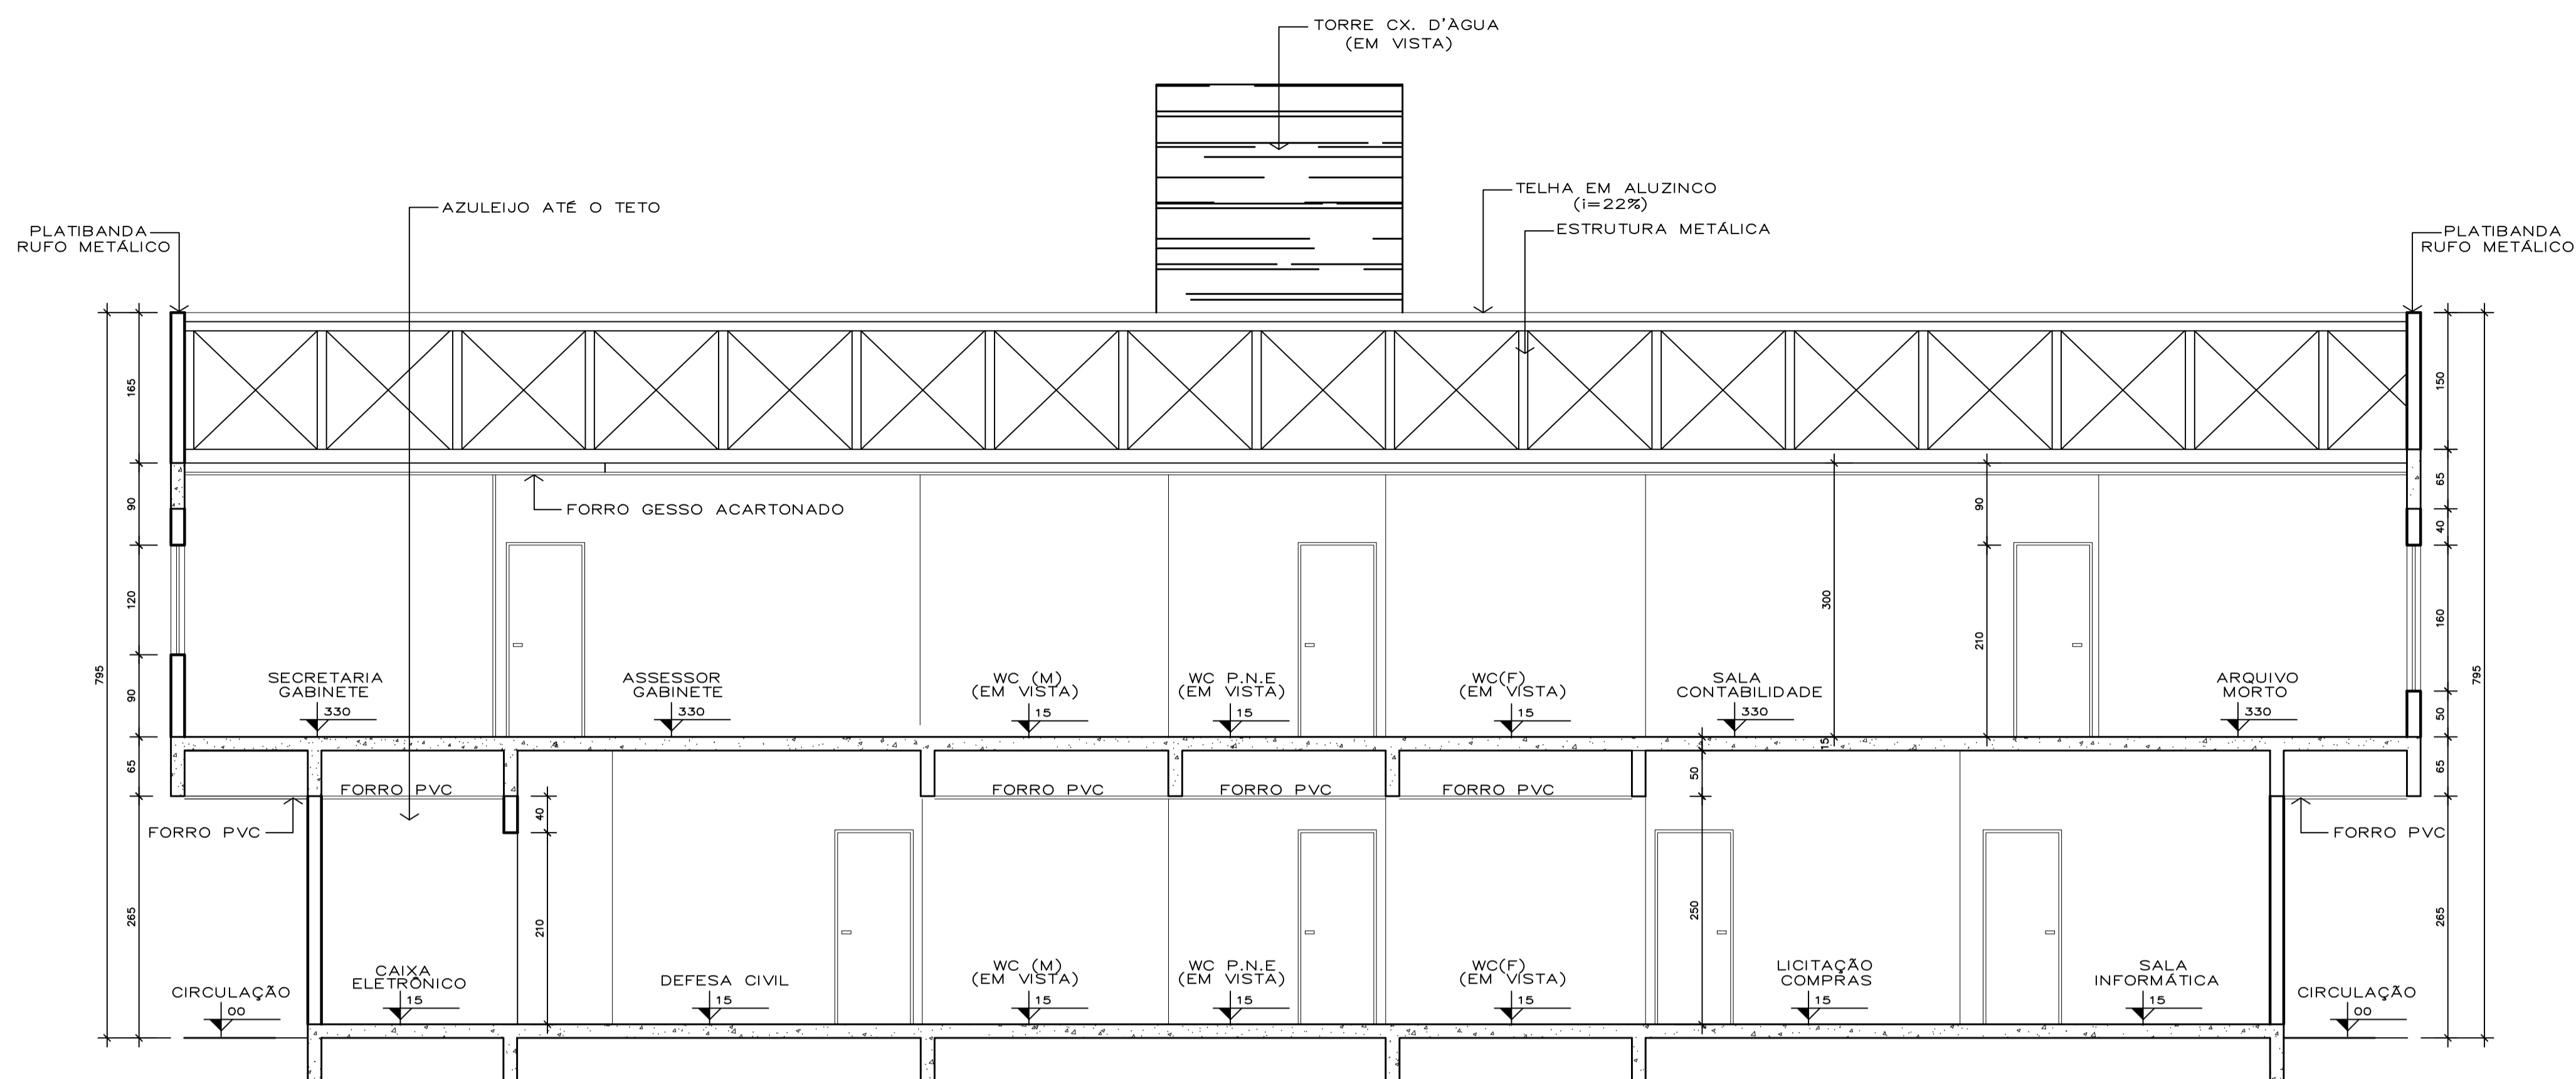 TORRE CX. D'ÀGUA
(EM VISTA)
TELHA EM ALUZINCO
(i=22%)
ESTRUTURA METÁLICA
AZULEIJO ATÉ O TETO
PLATIBANDA
RUFO METÁLICO
PLATIBANDA
RUFO METÁLICO
165
150
90
65
40
90
FORRO GESSO ACARTONADO
120
300
210
160
795
795
90
50
SECRETARIA
GABINETE
330
ASSESSOR
GABINETE
330
WC (M)
(EM VISTA)
15
WC P.N.E
(EM VISTA)
15
WC(F)
(EM VISTA)
15
SALA
CONTABILIDADE
330
ARQUIVO
MORTO
330
15
65
50
65
FORRO PVC
FORRO PVC
FORRO PVC
FORRO PVC
40
FORRO PVC
FORRO PVC
265
210
250
265
CIRCULAÇÃO
00
CAIXA
ELETRÔNICO
15
DEFESA CIVIL
15
WC (M)
(EM VISTA)
15
WC P.N.E
(EM VISTA)
15
WC(F)
(EM VISTA)
15
LICITAÇÃO
COMPRAS
15
SALA
INFORMÁTICA
15
CIRCULAÇÃO
00